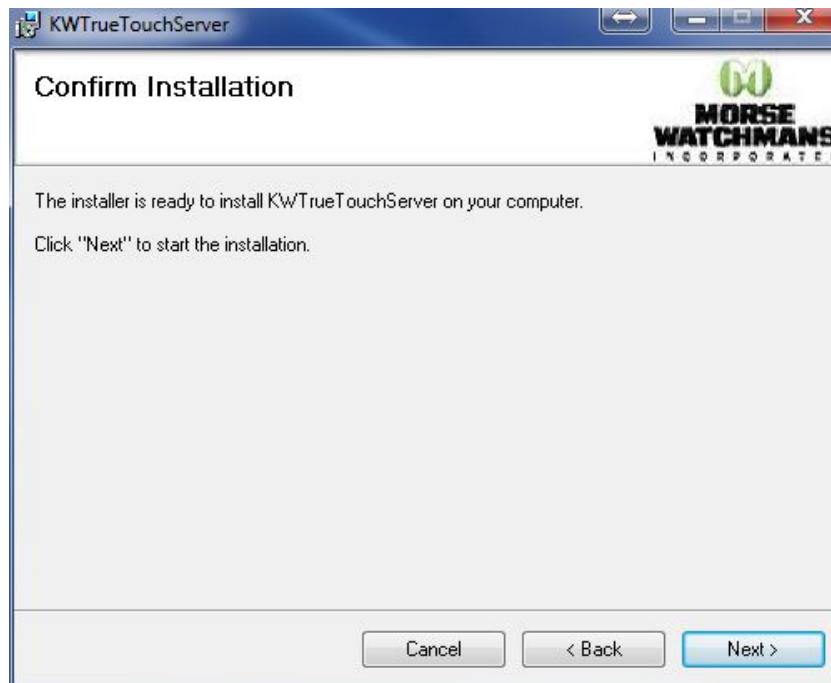 KWTrueTouchServer
Confirm Installation
MORSE
WATCHMANS
INCORPORATE
The installer is ready to install KWTrueTouchServer on your computer.
Click "Next" to start the installation.
Cancel
< Back
Next >